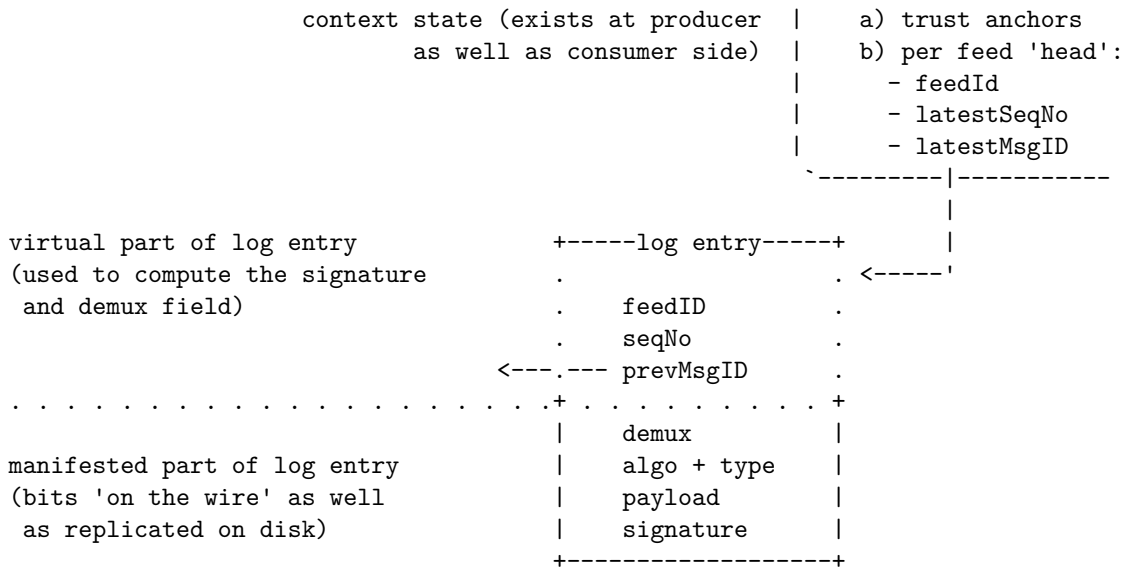 context state (exists at producer | a) trust anchors
as well as consumer side) | b) per feed 'head':
| - feedId
| - latestSeqNo
| - latestMsgID
`---------|-----------
|
virtual part of log entry +-----log entry-----+ |
(used to compute the signature . . <-----'
and demux field) . feedID .
. seqNo .
<---.--- prevMsgID .
. . . . . . . . . . . . . . . . . . . .+ . . . . . . . . . +
| demux |
manifested part of log entry | algo + type |
(bits 'on the wire' as well | payload |
as replicated on disk) | signature |
+-------------------+